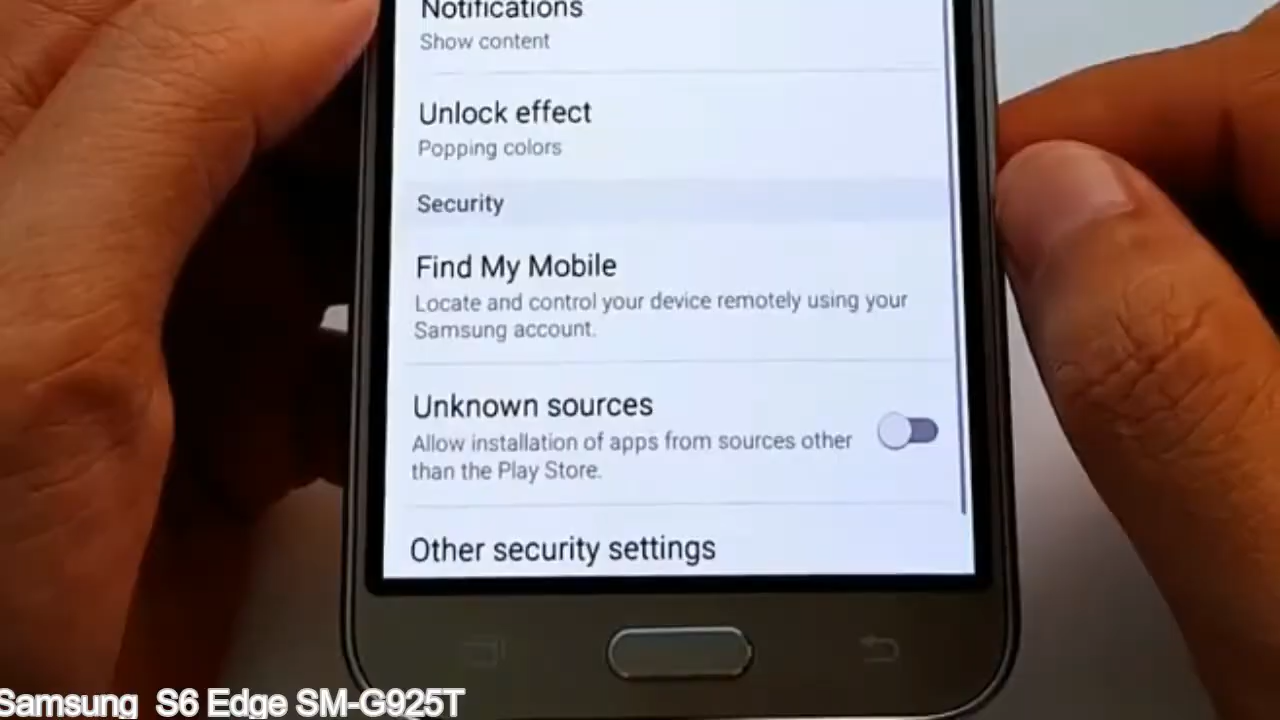 Notifications
Show content
Unlock effect
Popping colors
Security
Find My Mobile
Locate and control your device remotely using your
Samsung account.
Unknown sources
Allow installation of apps from sources other
than the Play Store.
Other security settings
Samsung S6 Edge SM-G925T